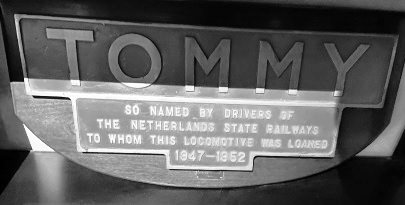 TOMMY
SO NAMED BY DRIVERS OF
THE NETHERLANDS STATE RAILWAYS
TO WHOM THIS LOCOMOTIVE WAS LOANED
1947-1952